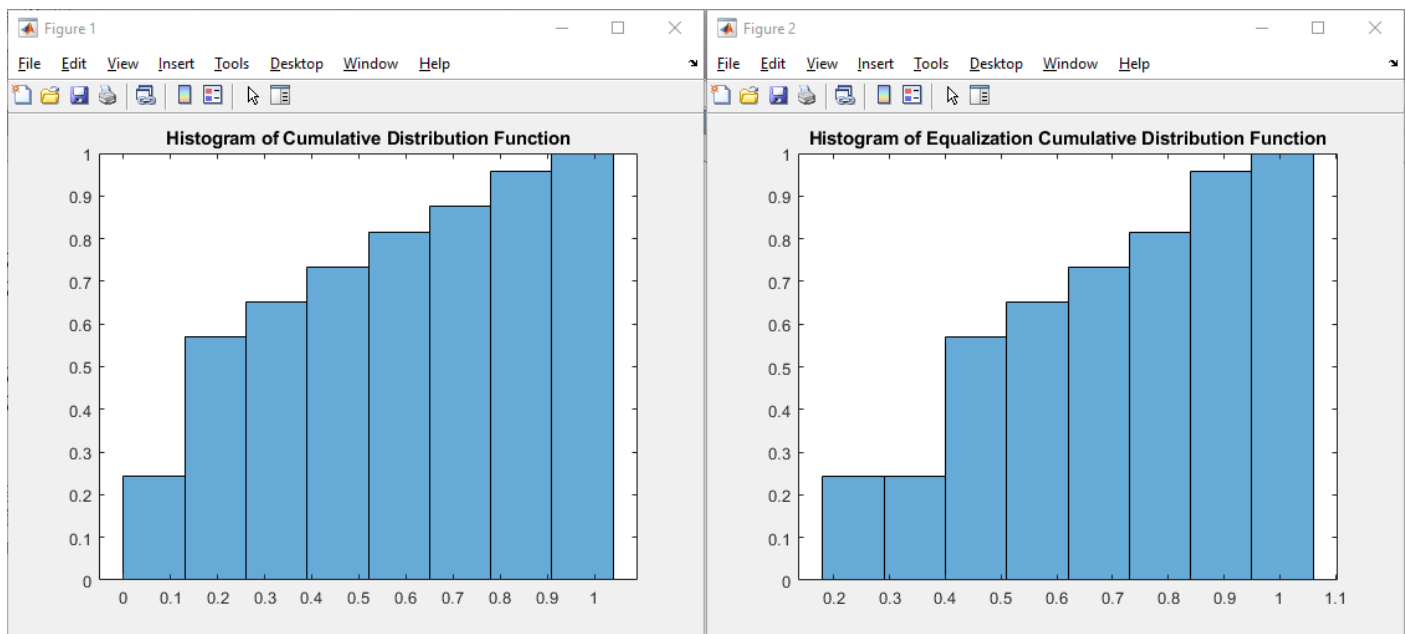 Figure 1
File Edit View Insert Tools Desktop Window Help
Histogram of Cumulative Distribution Function
1
0.9
0.8
0.7
0.6
0.5
0.4
0.3
0.2
0.1
0
0 0.1 0.2 0.3 0.4 0.5 0.6 0.7 0.8 0.9 1
Figure 2
File Edit View Insert Tools Desktop Window Help
Histogram of Equalization Cumulative Distribution Function
1
0.9
0.8
0.7
0.6
0.5
0.4
0.3
0.2
0.1
0
0.2 0.3 0.4 0.5 0.6 0.7 0.8 0.9 1 1.1